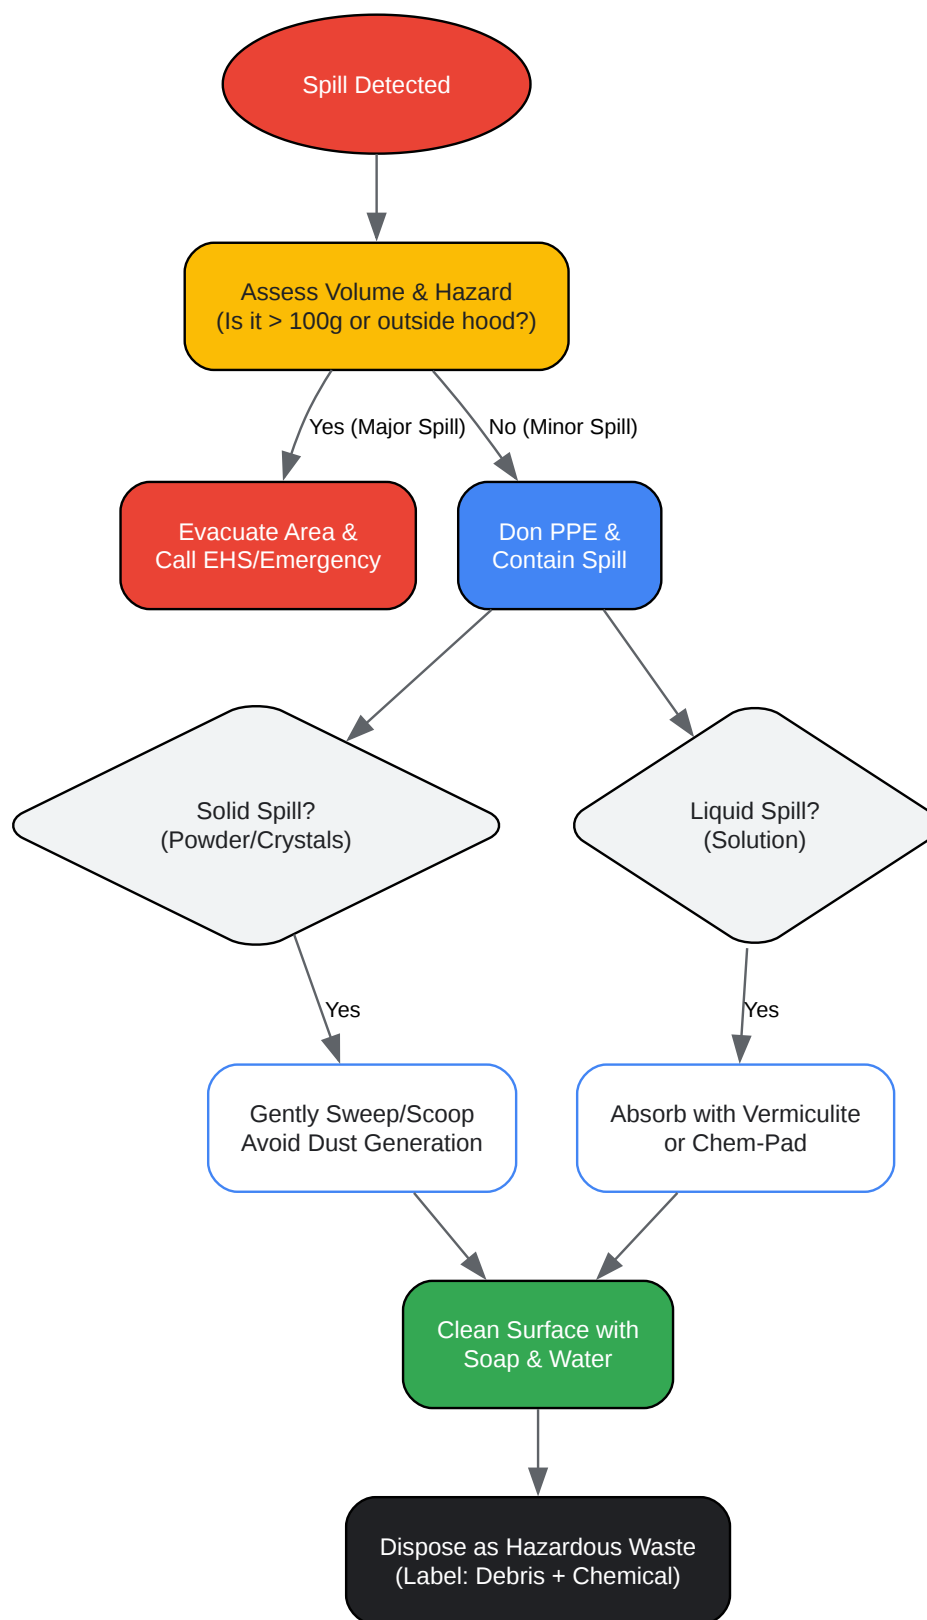 Spill Detected
Assess Volume & Hazard
(Is it > 100g or outside hood?)
Yes (Major Spill)
No (Minor Spill)
Evacuate Area &
Call EHS/Emergency
Don PPE &
Contain Spill
Solid Spill?
(Powder/Crystals)
Liquid Spill?
(Solution)
Yes
Yes
Gently Sweep/Scoop
Avoid Dust Generation
Absorb with Vermiculite
or Chem-Pad
Clean Surface with
Soap & Water
Dispose as Hazardous Waste
(Label: Debris + Chemical)